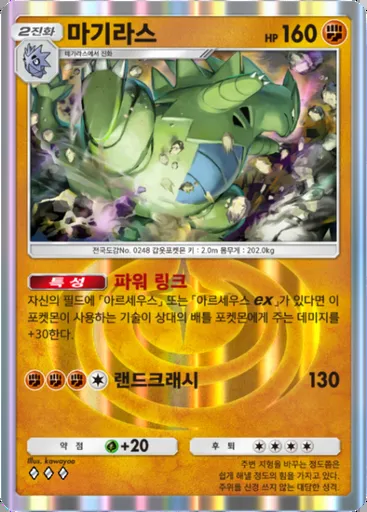 2진화 마기라스 HP 160
데기라스에서 진화
전국도감No. 0248 갑옷포켓몬 키 : 2.0m 몸무게 : 202.0kg
특성 파워 링크
자신의 필드에 「아르세우스」 또는 「아르세우스 ex」가 있다면 이
포켓몬이 사용하는 기술이 상대의 배틀 포켓몬에게 주는 데미지를
+30한다.
랜드크래시 130
약점 +20 후퇴
Illus. kawayoo
주변 지형을 바꾸는 정도쯤은
쉽게 해낼 정도의 힘을 가지고 있다.
주위를 신경 쓰지 않는 대담한 성격.